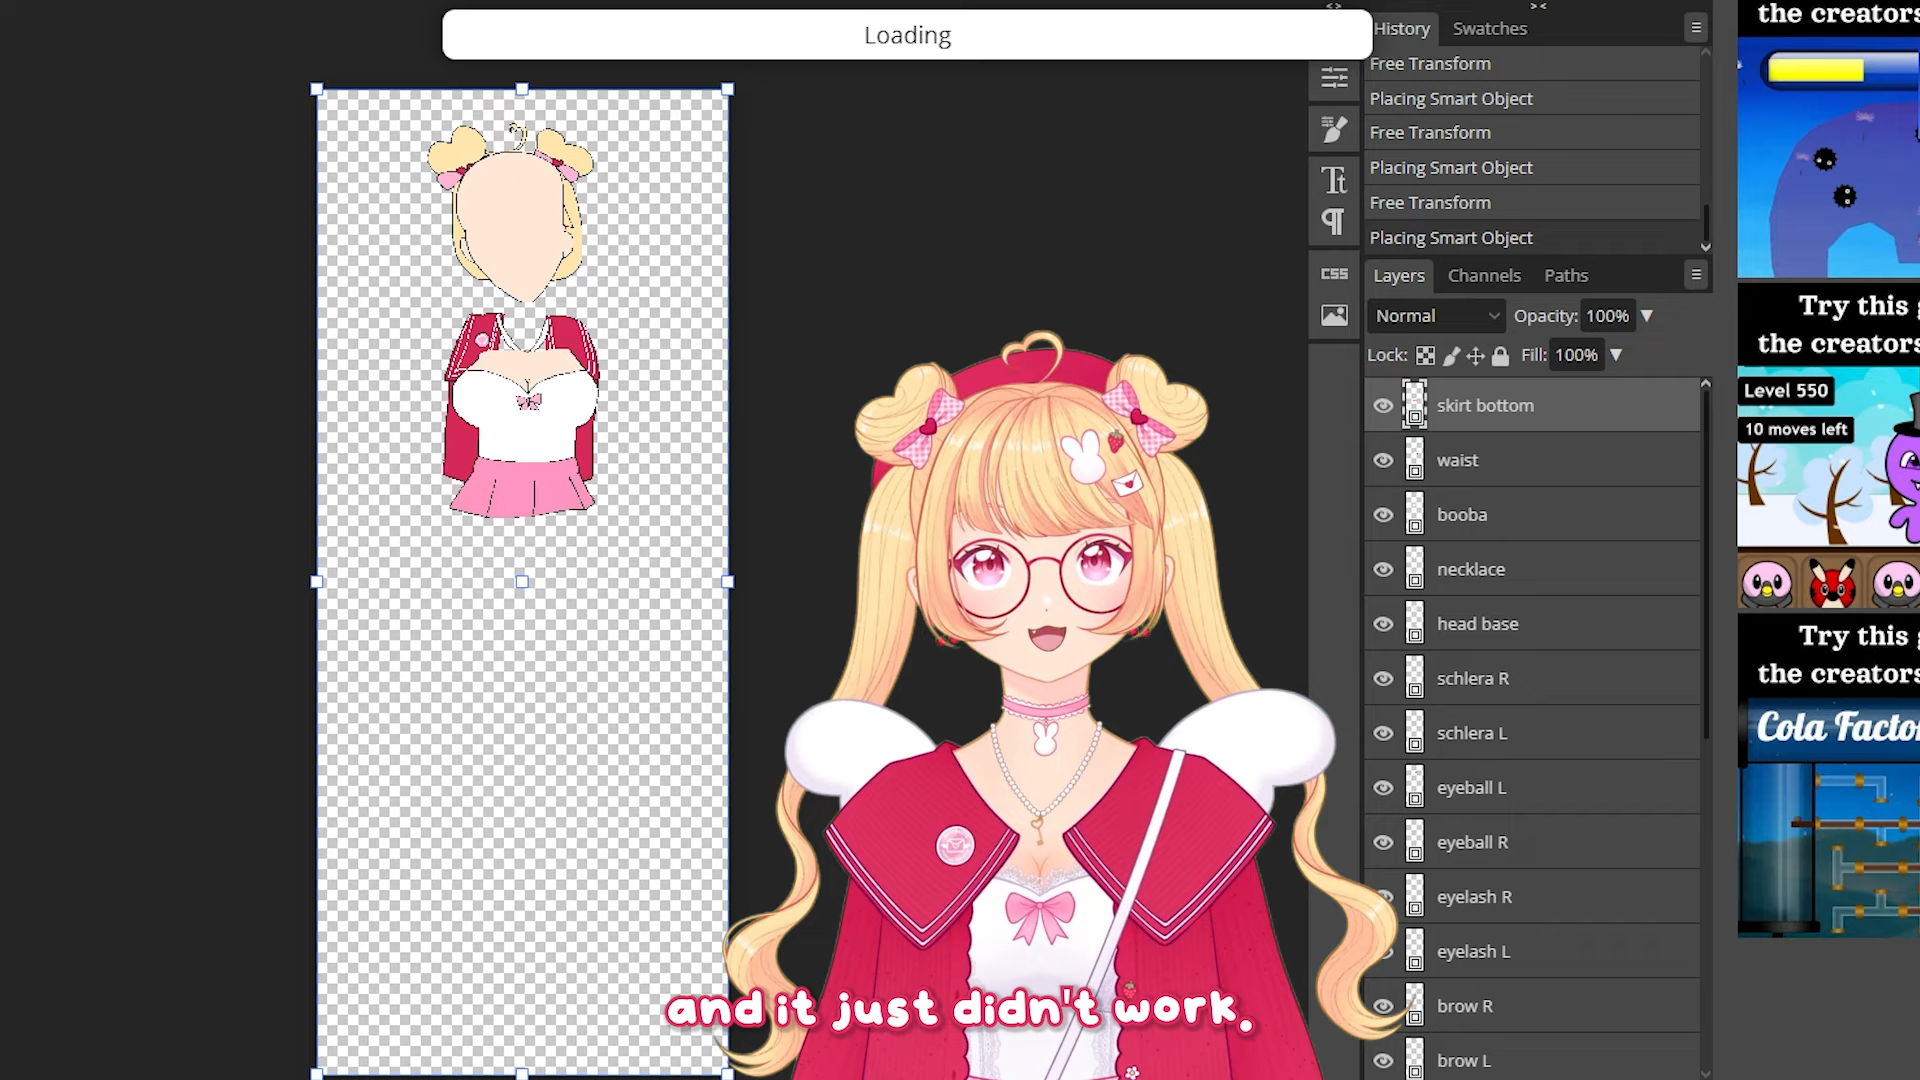 Loading
History
Swatches
Free Transform
Placing Smart Object
Free Transform
Placing Smart Object
Free Transform
Placing Smart Object
CSS
Layers
Channels
Paths
Normal
Opacity: 100%
Lock:
Fill: 100%
skirt bottom
waist
booba
necklace
head base
schlera R
schlera L
eyeball L
eyeball R
eyelash R
eyelash L
brow R
brow L
the creators
Try this
the creators
Level 550
10 moves left
Try this
the creators
Cola
and it just didn't work.